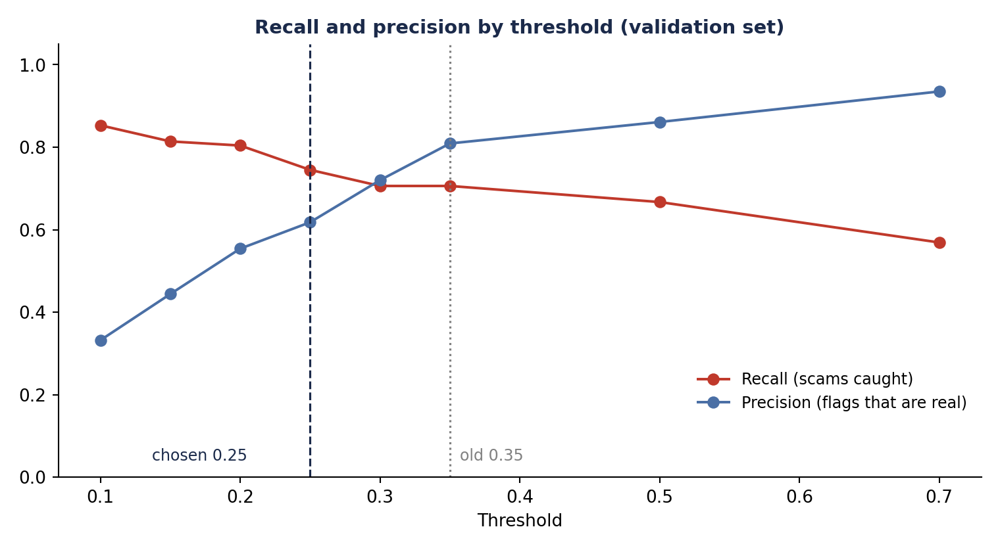 Recall and precision by threshold (validation set)
1.0
0.8
0.6
0.4
0.2
0.0
Recall (scams caught)
Precision (flags that are real)
chosen 0.25
old 0.35
0.1 0.2 0.3 0.4 0.5 0.6 0.7
Threshold